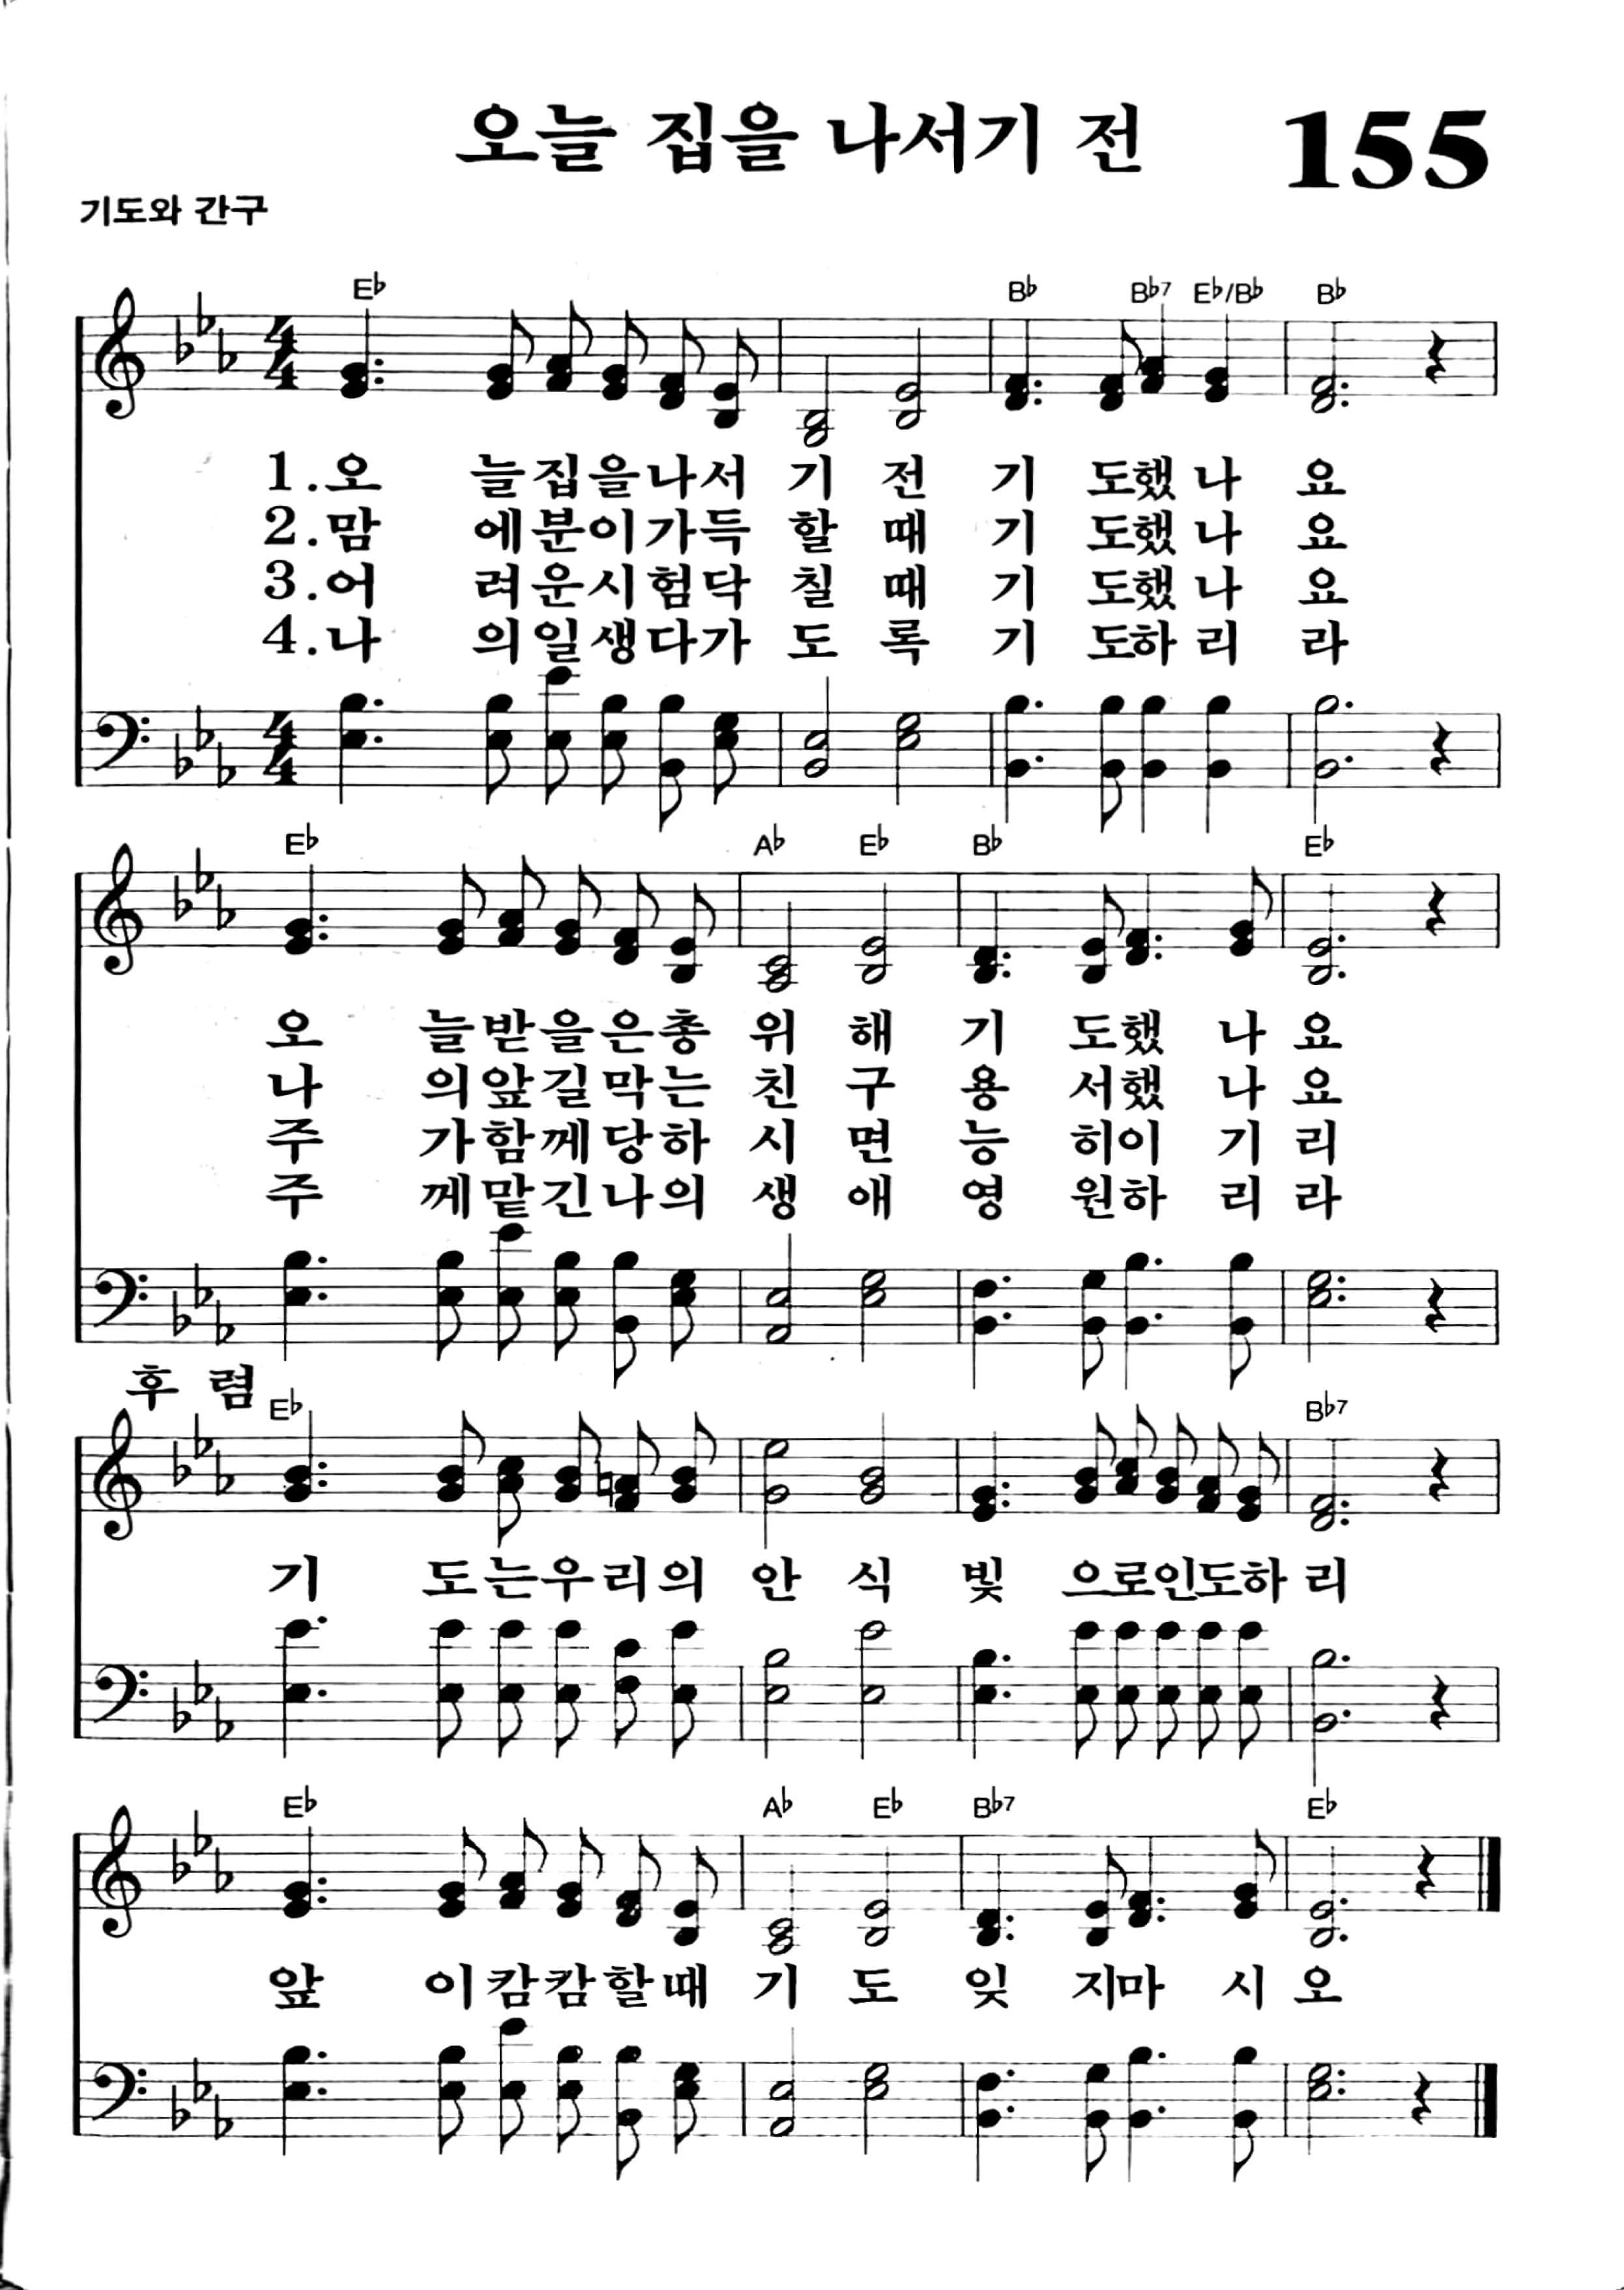 오늘 집을 나서기 전 155
기도와 간구
E♭ B♭ B♭7 E♭/B♭ B♭
1.오 늘집을나서 기 전 기 도했나 요
2.맘 에분이가득 할 때 기 도했나 요
3.어 려운시험닥 칠 때 기 도했나 요
4.나 의일생다가 도 록 기 도하리 라
E♭ A♭ E♭ B♭ E♭
오 늘받을은총 위 해 기 도했 나 요
나 의앞길막는 친 구 용 서했 나 요
주 가함께당하 시 면 능 히이 기 리
주 께맡긴나의 생 애 영 원하 리 라
후 렴
E♭ B♭7
기 도는우리의 안 식 빛 으로인도하 리
E♭ A♭ E♭ B♭7 E♭
앞 이캄캄할때 기 도 잊 지마 시 오